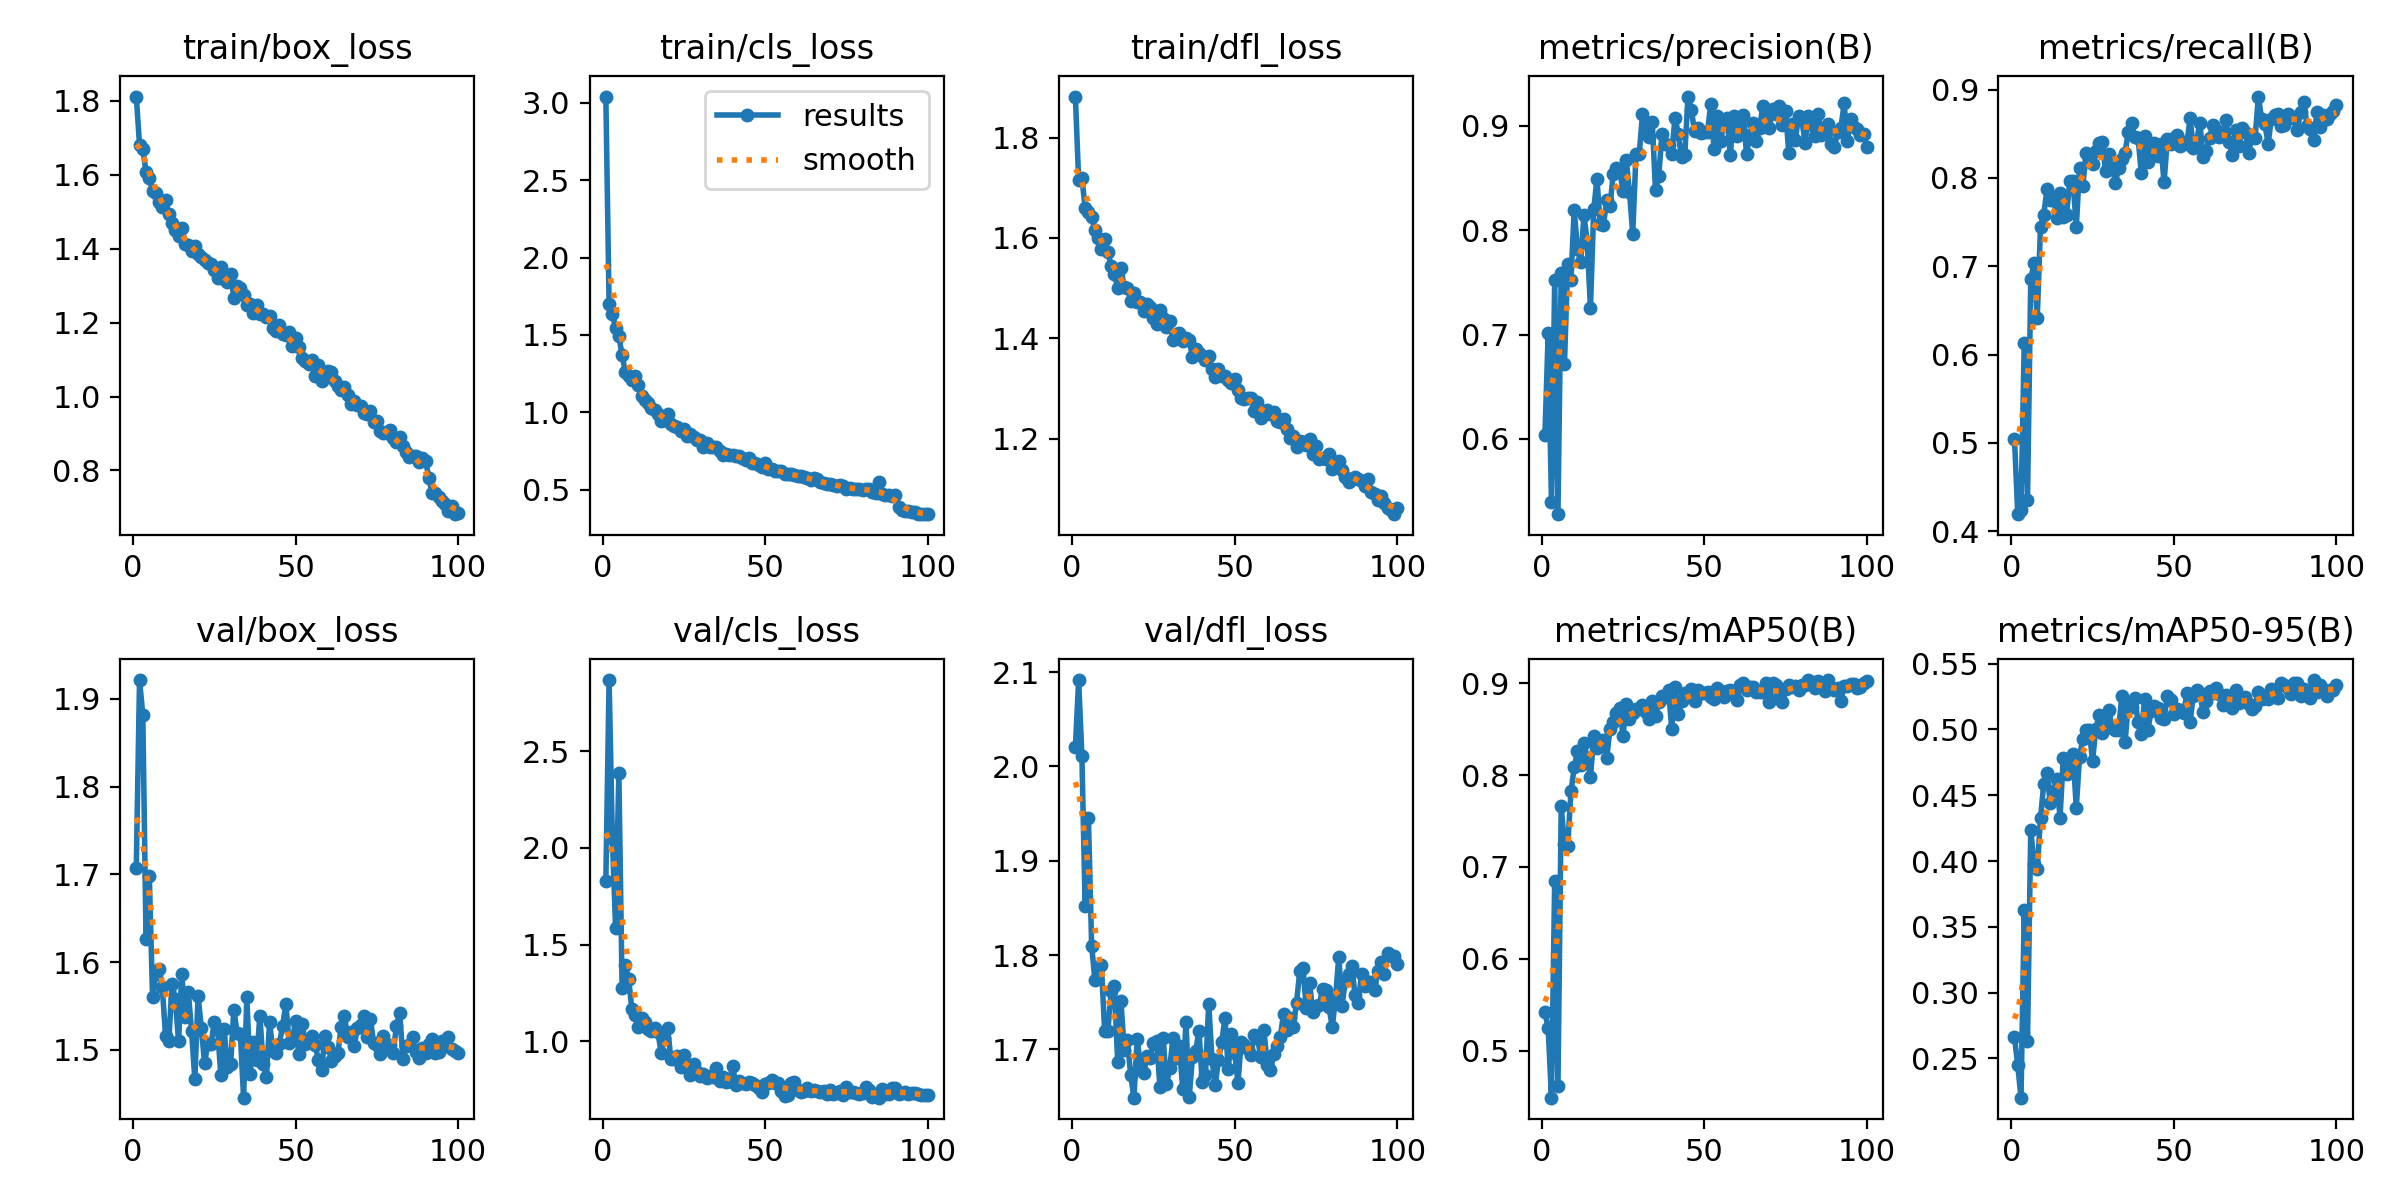 train/box_loss
1.8
1.6
1.4
1.2
1.0
0.8
0 50 100
train/cls_loss
results
smooth
3.0
2.5
2.0
1.5
1.0
0.5
0 50 100
train/dfl_loss
1.8
1.6
1.4
1.2
0 50 100
metrics/precision(B)
0.9
0.8
0.7
0.6
0 50 100
metrics/recall(B)
0.9
0.8
0.7
0.6
0.5
0.4
0 50 100
val/box_loss
1.9
1.8
1.7
1.6
1.5
0 50 100
val/cls_loss
2.5
2.0
1.5
1.0
0 50 100
val/dfl_loss
2.1
2.0
1.9
1.8
1.7
0 50 100
metrics/mAP50(B)
0.9
0.8
0.7
0.6
0.5
0 50 100
metrics/mAP50-95(B)
0.55
0.50
0.45
0.40
0.35
0.30
0.25
0 50 100